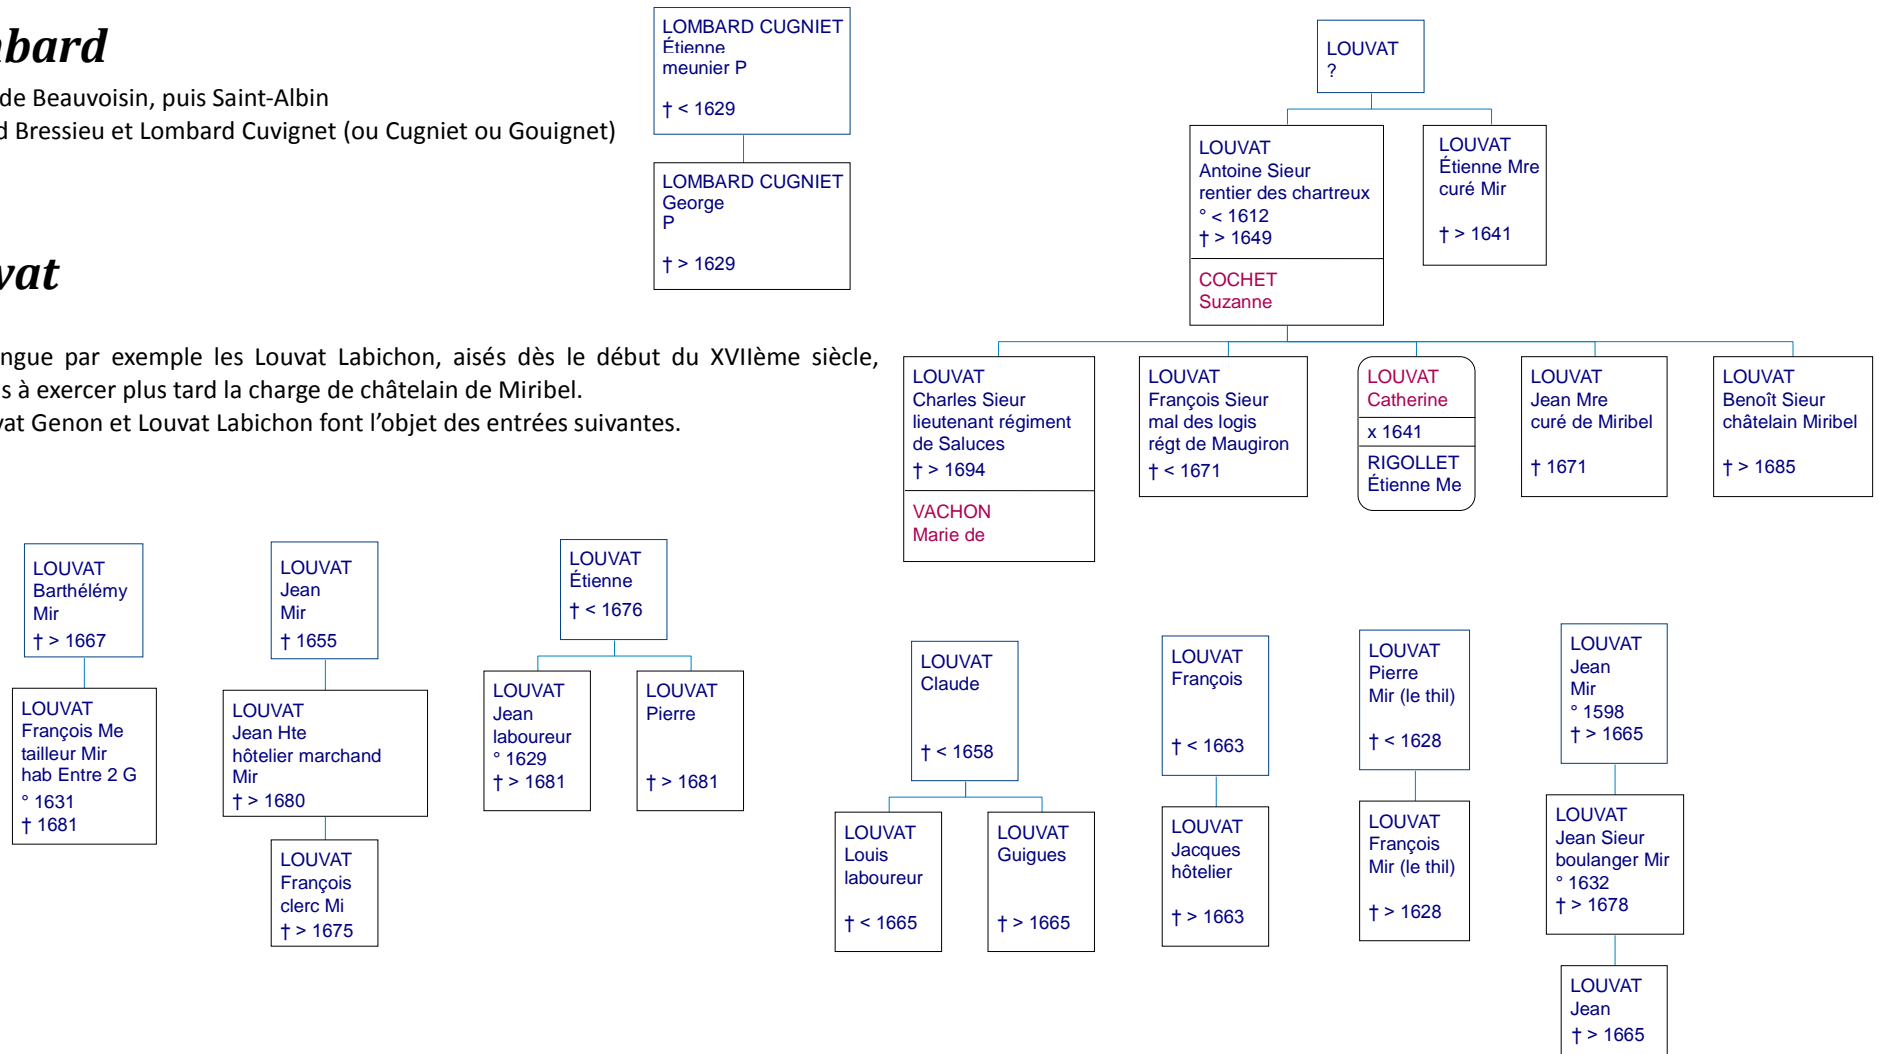 mbard
de Beauvoisin, puis Saint-Albin
d Bressieu et Lombard Cuvignet (ou Cugniet ou Gouignet)
LOMBARD CUGNIET
Étienne
meunier P
† < 1629
LOMBARD CUGNIET
George
P
† > 1629
vat
ngue par exemple les Louvat Labichon, aisés dès le début du XVIIème siècle,
s à exercer plus tard la charge de châtelain de Miribel.
vat Genon et Louvat Labichon font l'objet des entrées suivantes.
LOUVAT
?
LOUVAT
Antoine Sieur
rentier des chartreux
° < 1612
† > 1649
COCHET
Suzanne
LOUVAT
Étienne Mre
curé Mir
† > 1641
LOUVAT
Charles Sieur
lieutenant régiment
de Saluces
† > 1694
VACHON
Marie de
LOUVAT
François Sieur
mal des logis
régt de Maugiron
† < 1671
LOUVAT
Catherine
x 1641
RIGOLLET
Étienne Me
LOUVAT
Jean Mre
curé de Miribel
† 1671
LOUVAT
Benoît Sieur
châtelain Miribel
† > 1685
LOUVAT
Barthélémy
Mir
† > 1667
LOUVAT
François Me
tailleur Mir
hab Entre 2 G
° 1631
† 1681
LOUVAT
Jean
Mir
† 1655
LOUVAT
Jean Hte
hôtelier marchand
Mir
† > 1680
LOUVAT
François
clerc Mi
† > 1675
LOUVAT
Étienne
† < 1676
LOUVAT
Jean
laboureur
° 1629
† > 1681
LOUVAT
Pierre
† > 1681
LOUVAT
Claude
† < 1658
LOUVAT
Louis
laboureur
† < 1665
LOUVAT
Guigues
† > 1665
LOUVAT
François
† < 1663
LOUVAT
Jacques
hôtelier
† > 1663
LOUVAT
Pierre
Mir (le thil)
† < 1628
LOUVAT
François
Mir (le thil)
† > 1628
LOUVAT
Jean
Mir
° 1598
† > 1665
LOUVAT
Jean Sieur
boulanger Mir
° 1632
† > 1678
LOUVAT
Jean
† > 1665